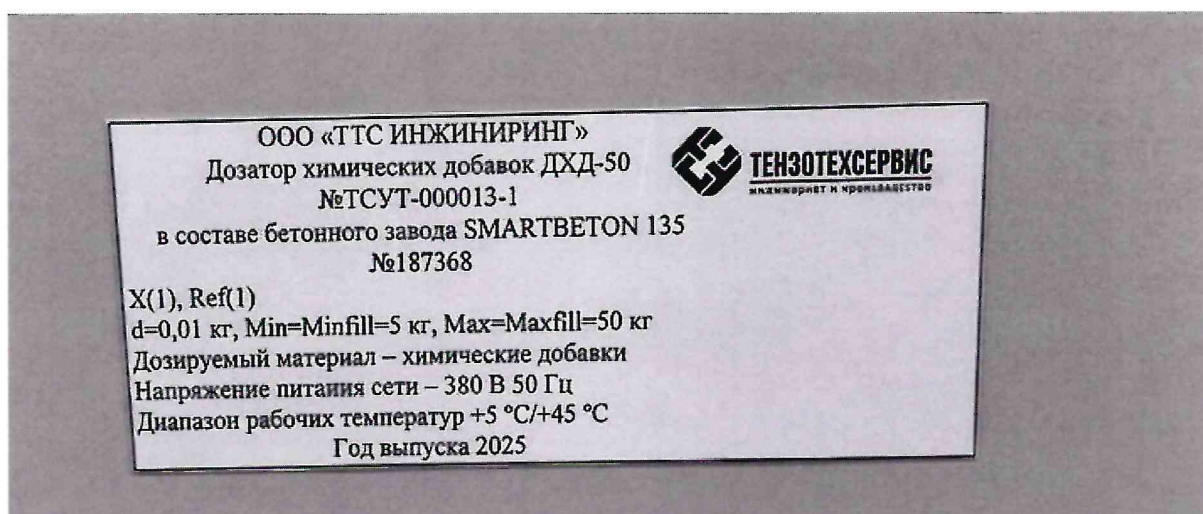 ООО «ТТС ИНЖИНИРИНГ»
Дозатор химических добавок ДХД-50
№ТСУТ-000013-1
в составе бетонного завода SMARTBETON 135
№187368
ТЕНЗОТЕХСЕРВИС
X(1), Ref(1)
d=0,01 кг, Min=Minfill=5 кг, Max=Maxfill=50 кг
Дозируемый материал – химические добавки
Напряжение питания сети – 380 В 50 Гц
Диапазон рабочих температур +5 °C/+45 °C
Год выпуска 2025